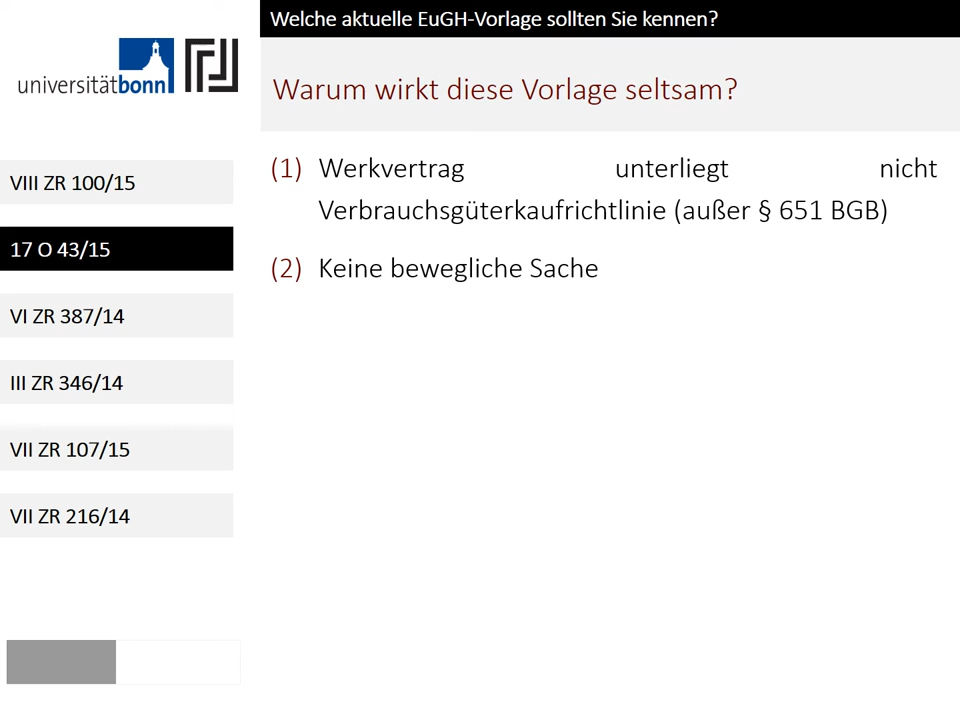 Welche aktuelle EuGH-Vorlage sollten Sie kennen?
universitätbonn
Warum wirkt diese Vorlage seltsam?
VIII ZR 100/15
17 O 43/15
VI ZR 387/14
III ZR 346/14
VII ZR 107/15
VII ZR 216/14
(1) Werkvertrag unterliegt nicht
Verbrauchsgüterkaufrichtlinie (außer § 651 BGB)
(2) Keine bewegliche Sache